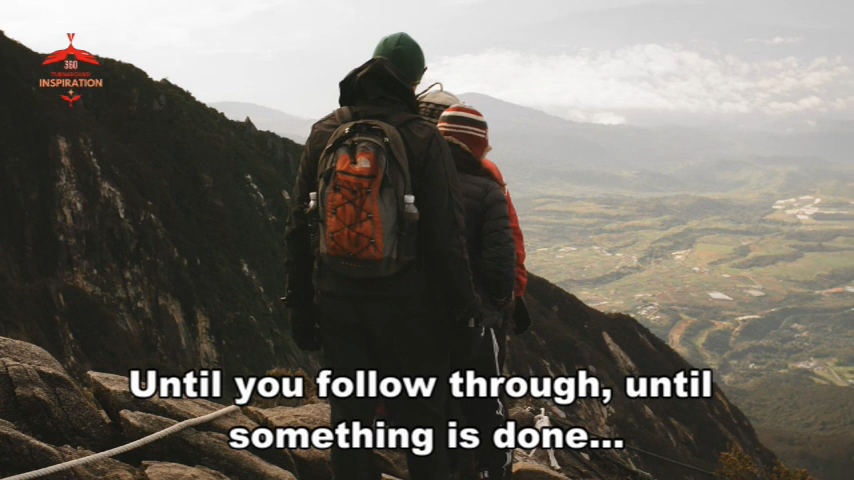 360
INSPIRATION
Until you follow through, until
something is done...